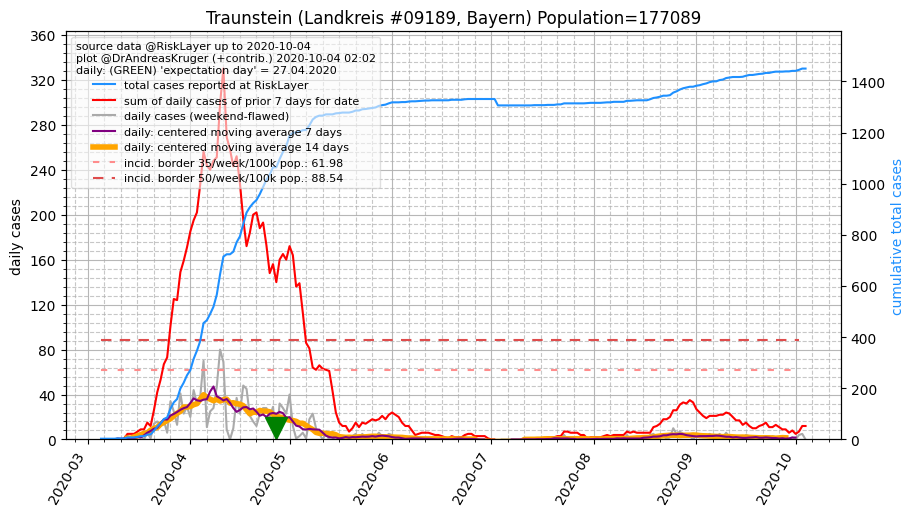 Traunstein (Landkreis #09189, Bayern) Population=177089
source data @RiskLayer up to 2020-10-04
plot @DrAndreasKruger (+contrib.) 2020-10-04 02:02
daily: (GREEN) 'expectation day' = 27.04.2020
total cases reported at RiskLayer
sum of daily cases of prior 7 days for date
daily cases (weekend-flawed)
daily: centered moving average 7 days
daily: centered moving average 14 days
incid. border 35/week/100k pop.: 61.98
incid. border 50/week/100k pop.: 88.54
daily cases
360
320
280
240
200
160
120
80
40
0
cumulative total cases
1400
1200
1000
800
600
400
200
0
2020-03
2020-04
2020-05
2020-06
2020-07
2020-08
2020-09
2020-10